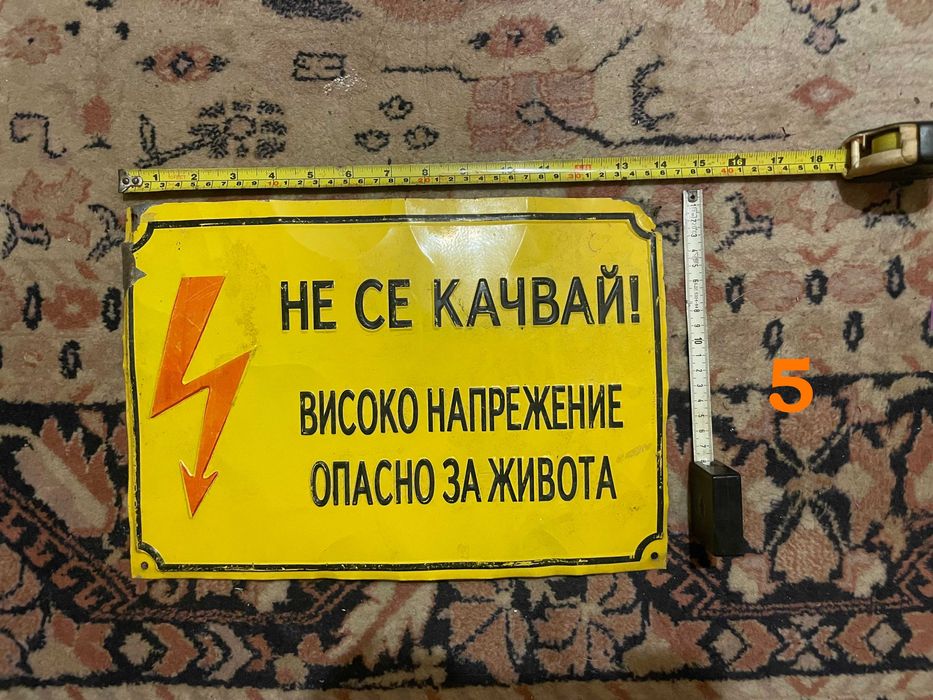 НЕ СЕ КАЧВАЙ!
ВИСОКО НАПРЕЖЕНИЕ
ОПАСНО ЗА ЖИВОТА
5